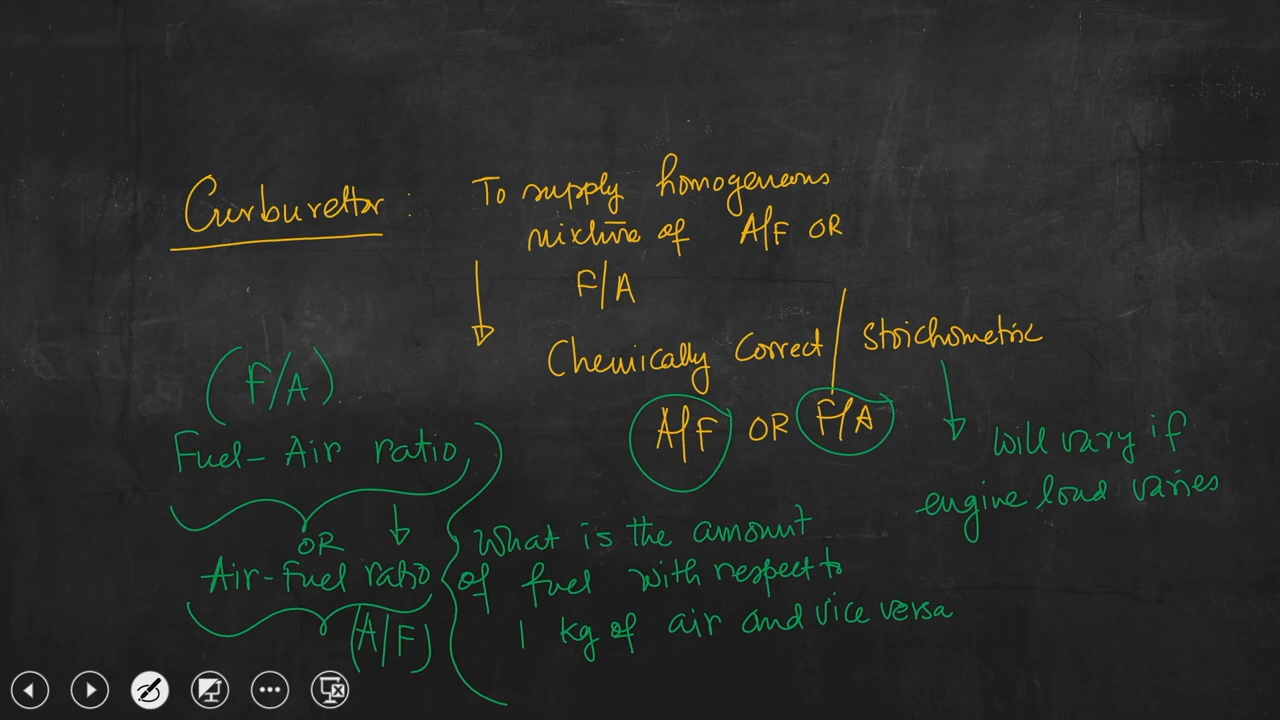 Curburettor : To supply homogeneous
mixture of A/F OR
F/A
Chemically Correct / Stoichometric
A/F OR F/A
will vary if
engine load varies
(F/A)
Fuel-Air ratio
OR
Air-Fuel ratio
(A/F)
What is the amount
of fuel with respect to
1 kg of air and vice versa